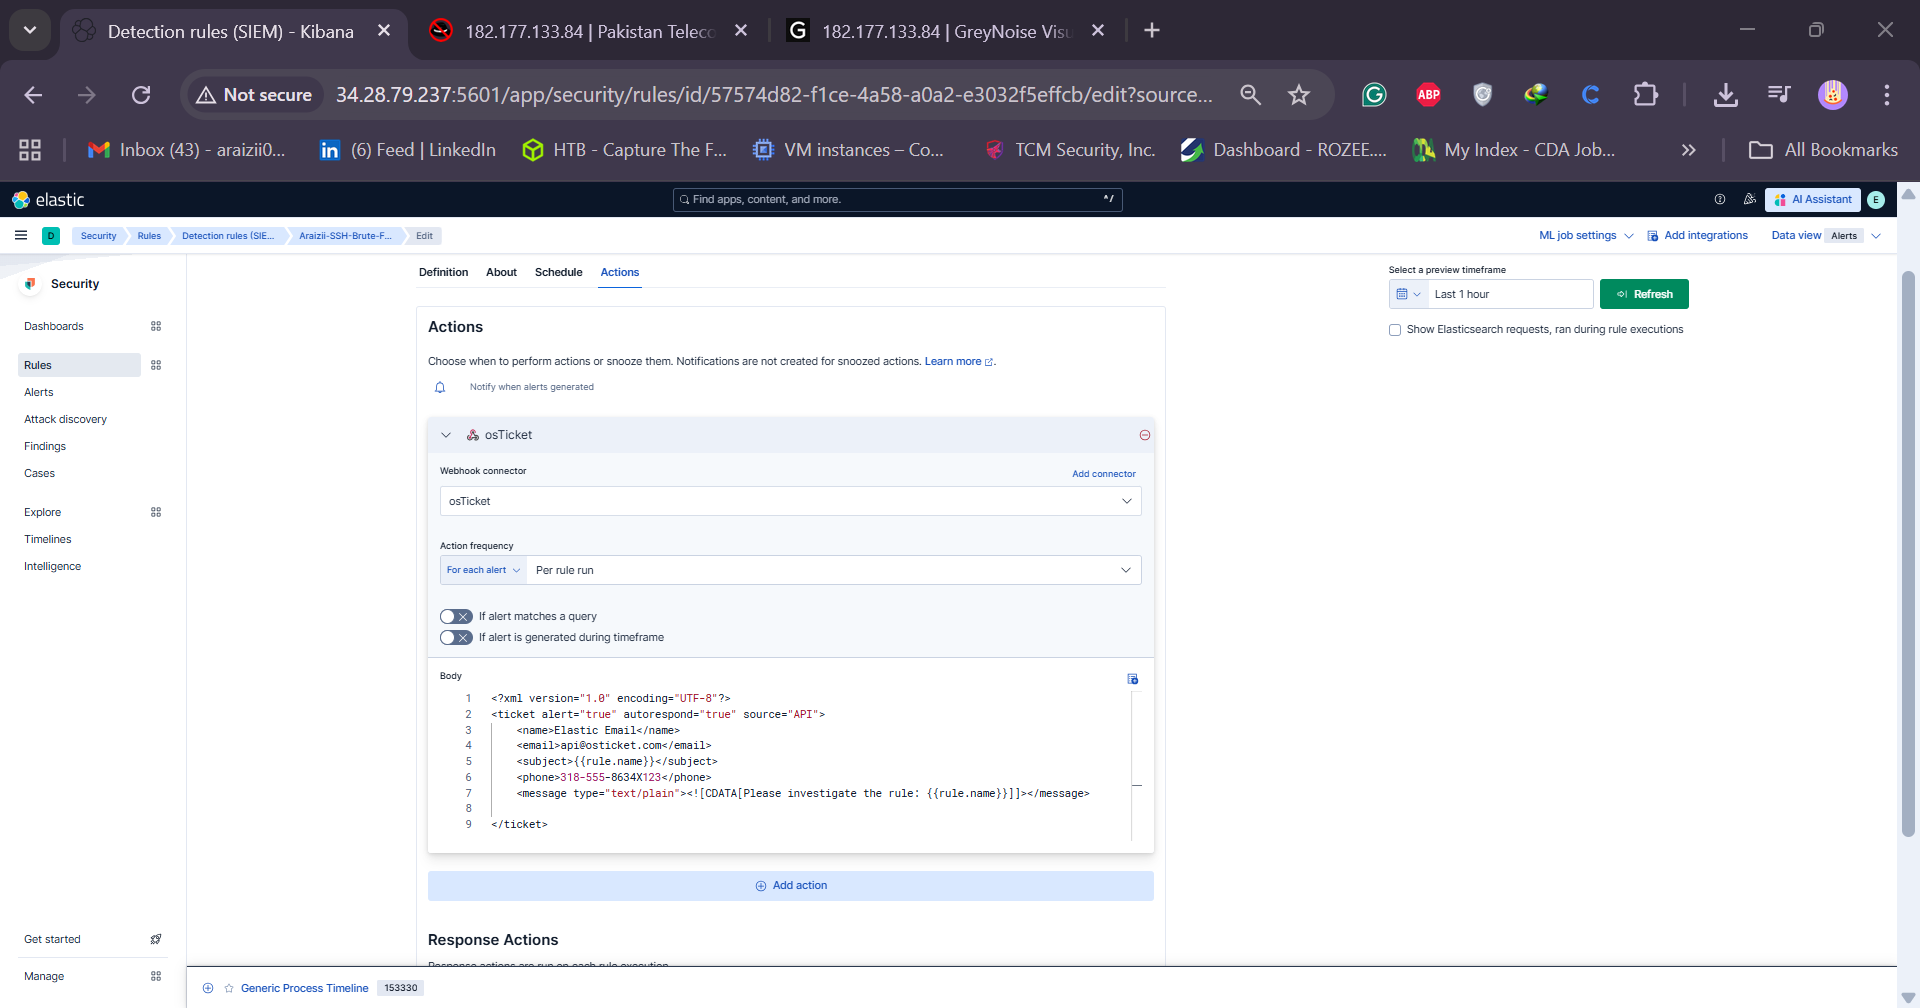 Detection rules (SIEM) - Kibana
182.177.133.84 | Pakistan Teleco
182.177.133.84 | GreyNoise Visu
Not secure
34.28.79.237:5601/app/security/rules/id/57574d82-f1ce-4a58-a0a2-e3032f5effcb/edit?source...
ABP
Inbox (43) - araizii0...
(6) Feed | LinkedIn
HTB - Capture The F...
VM instances – Co...
TCM Security, Inc.
Dashboard - ROZEE....
My Index - CDA Job...
All Bookmarks
elastic
Find apps, content, and more.
^/
AI Assistant
E
D
Security
Rules
Detection rules (SIE...
Araizii-SSH-Brute-F...
Edit
ML job settings
Add integrations
Data view
Alerts
Security
Dashboards
Rules
Alerts
Attack discovery
Findings
Cases
Explore
Timelines
Intelligence
Get started
Manage
Definition
About
Schedule
Actions
Actions
Choose when to perform actions or snooze them. Notifications are not created for snoozed actions. Learn more.
Notify when alerts generated
osTicket
Webhook connector
Add connector
osTicket
Action frequency
For each alert
Per rule run
If alert matches a query
If alert is generated during timeframe
Body
1 <?xml version="1.0" encoding="UTF-8"?>
2 <ticket alert="true" autorespond="true" source="API">
3 <name>Elastic Email</name>
4 <email>api@osticket.com</email>
5 <subject>{{rule.name}}</subject>
6 <phone>318-555-8634X123</phone>
7 <message type="text/plain"><![CDATA[Please investigate the rule: {{rule.name}}]]></message>
8
9 </ticket>
Add action
Response Actions
Response actions are run on each rule execution
Select a preview timeframe
Last 1 hour
Refresh
Show Elasticsearch requests, ran during rule executions
Generic Process Timeline
153330